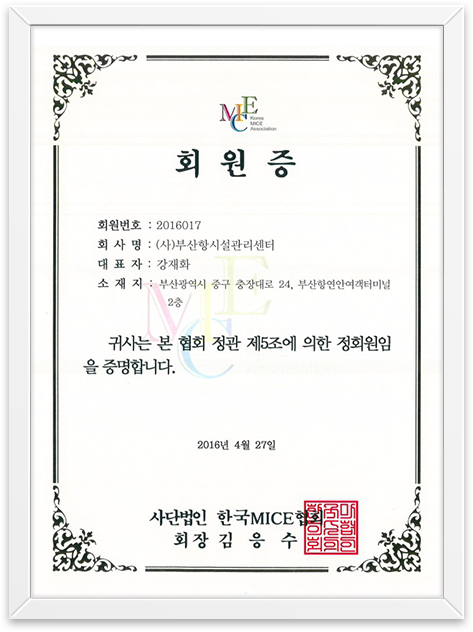 MICE
Korea
MICE
Association
회원증
회원번호 : 2016017
회 사 명 : (사)부산항시설관리센터
대 표 자 : 강재화
소 재 지 : 부산광역시 중구 충장대로 24, 부산항연안여객터미널
2층
귀사는 본 협회 정관 제5조에 의한 정회원임
을 증명합니다.
2016년 4월 27일
사단법인 한국MICE협회
회장 김 응 수